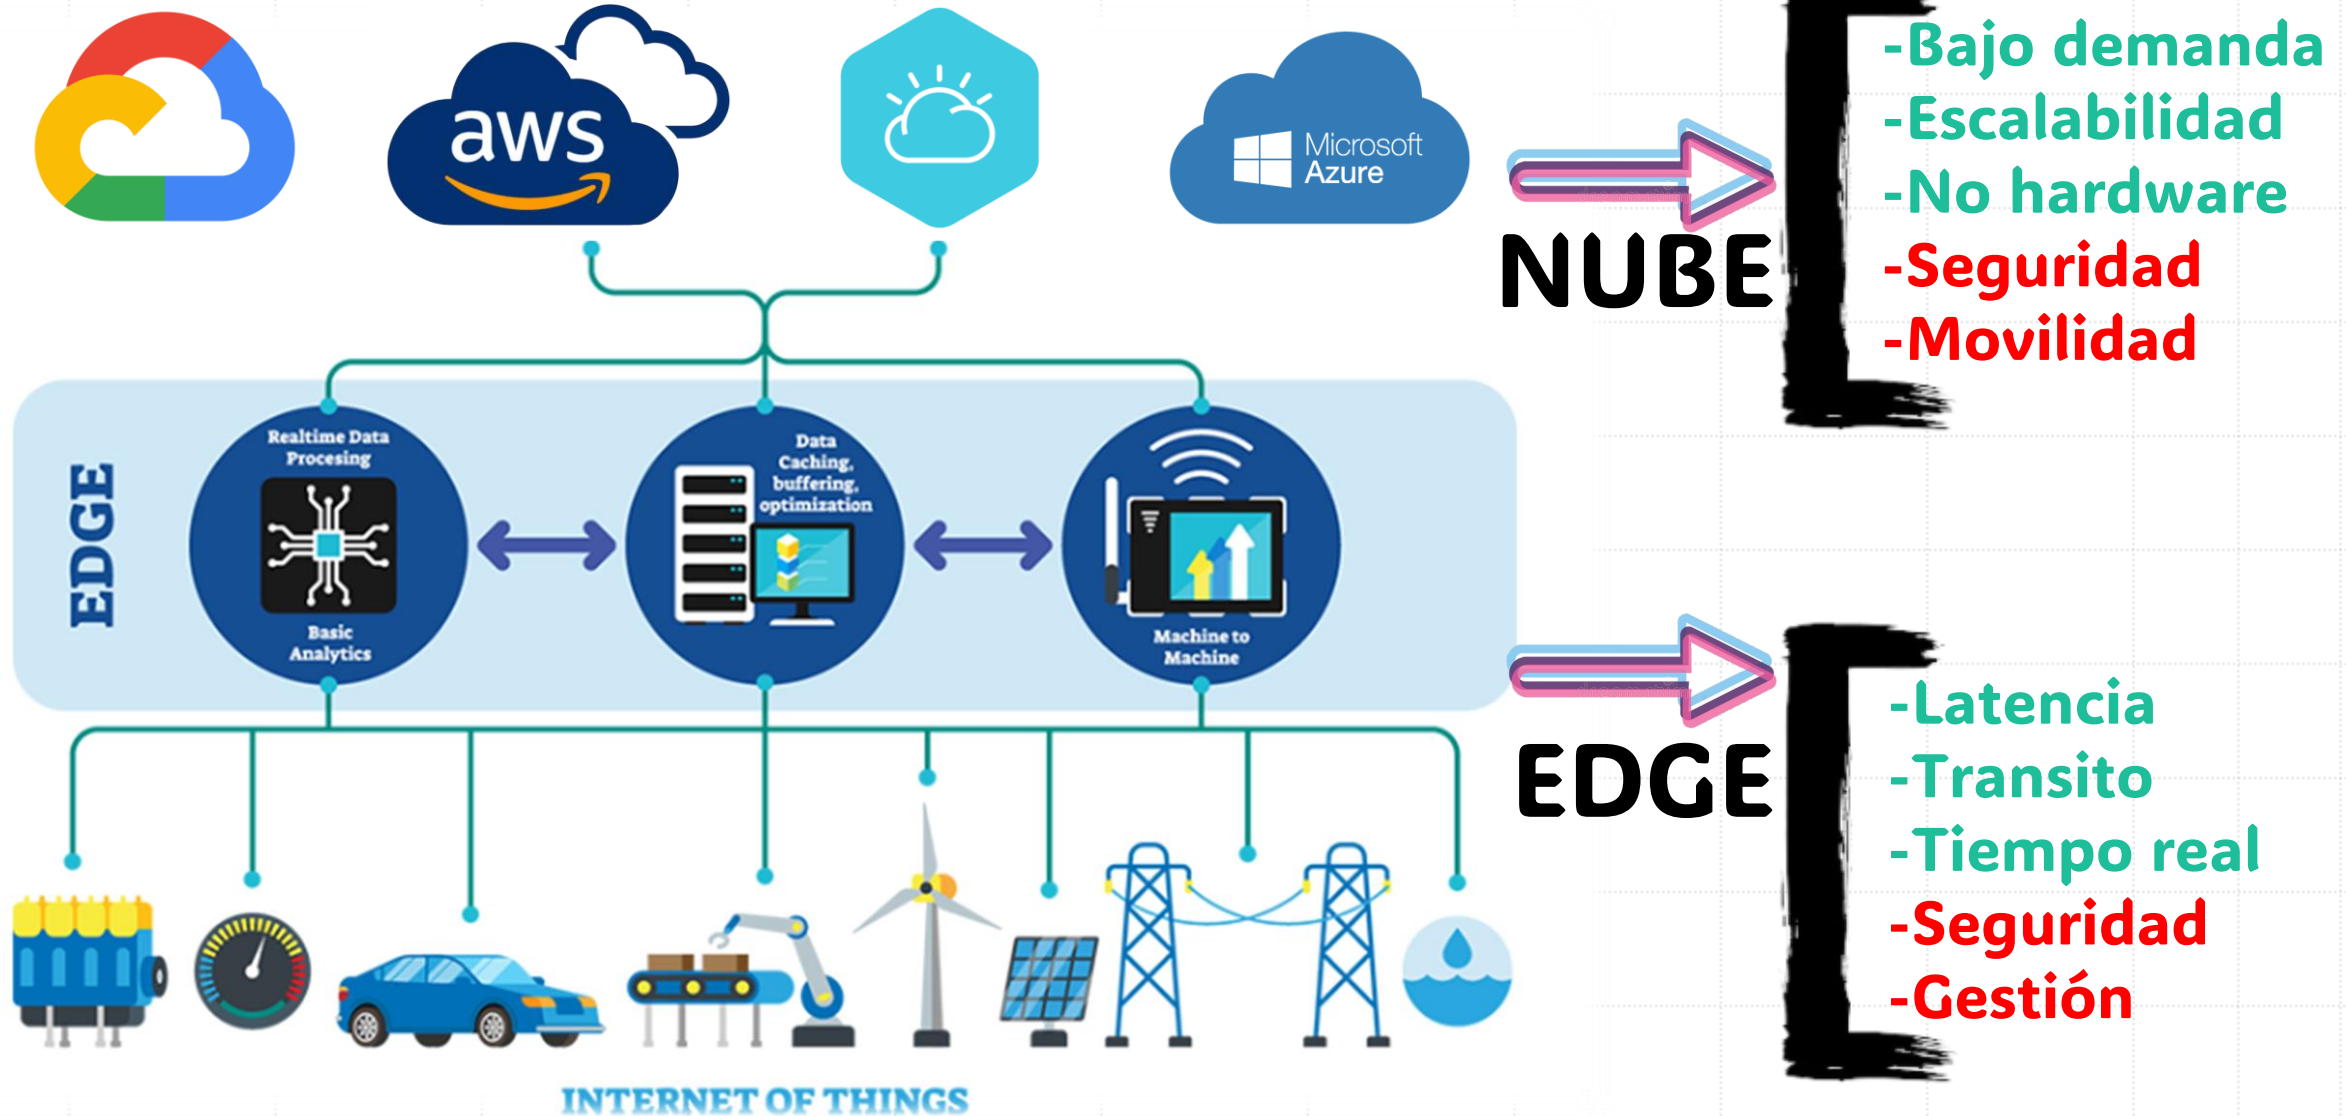 aws
Microsoft
Azure
NUBE
-Bajo demanda
-Escalabilidad
-No hardware
-Seguridad
-Movilidad
EDGE
Realtime Data
Procesing
Basic
Analytics
Data
Caching,
buffering,
optimization
Machine to
Machine
EDGE
-Latencia
-Transito
-Tiempo real
-Seguridad
-Gestión
INTERNET OF THINGS